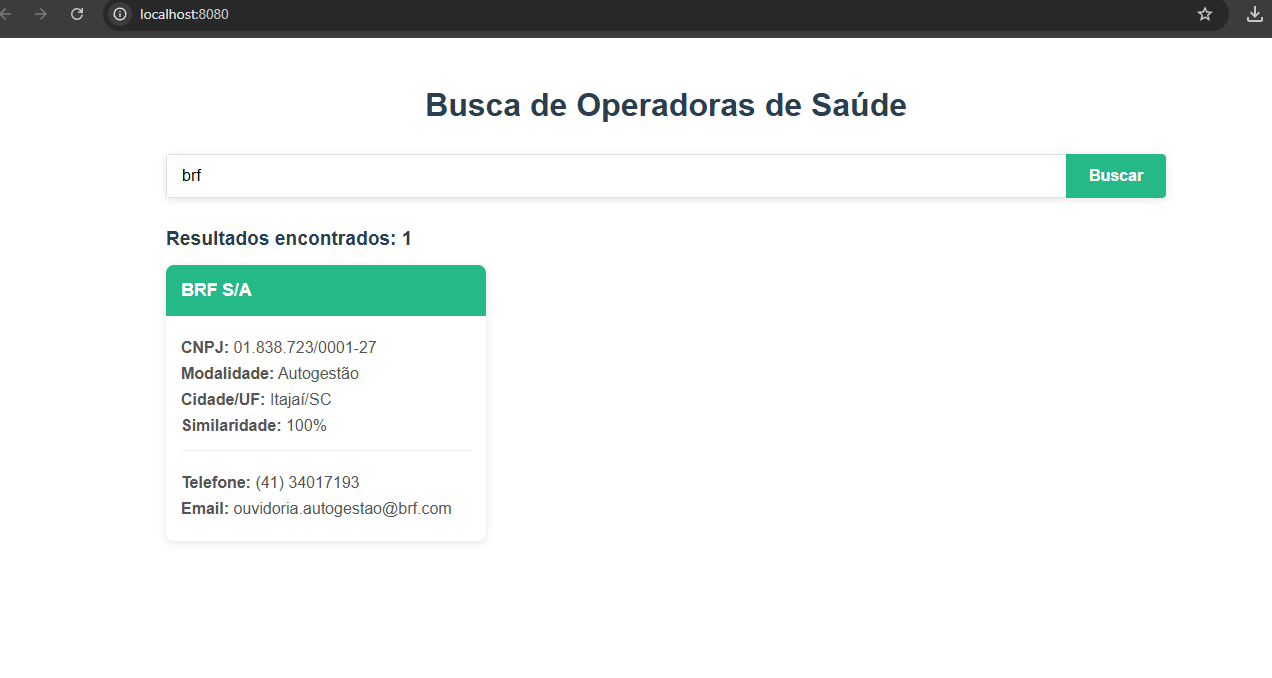 localhost:8080
Busca de Operadoras de Saúde
brf
Buscar
Resultados encontrados: 1
BRF S/A
CNPJ: 01.838.723/0001-27
Modalidade: Autogestão
Cidade/UF: Itajaí/SC
Similaridade: 100%
Telefone: (41) 34017193
Email: ouvidoria.autogestao@brf.com